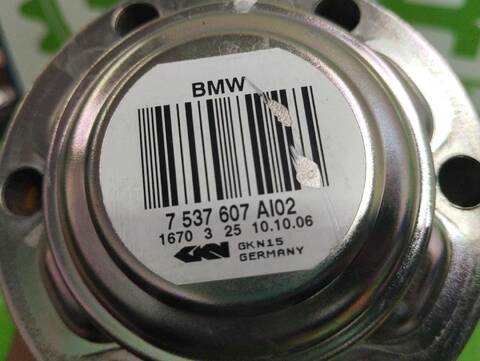 BMW
7 537 607 AI02
1670 3 25 10.10.06
GKN GKN15
GERMANY